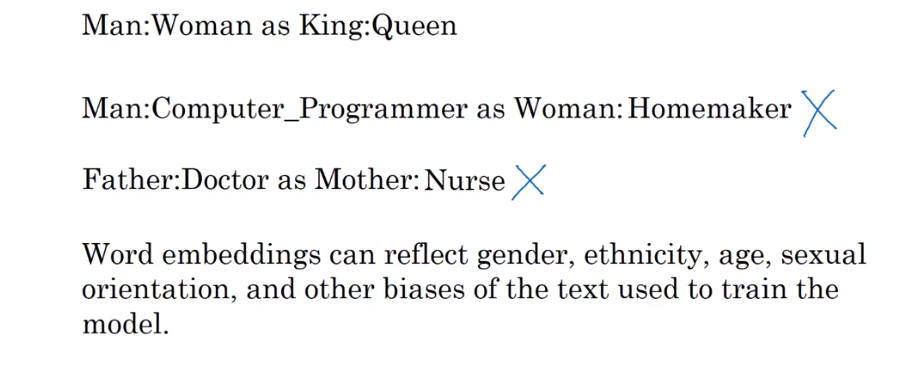 Man:Woman as King:Queen
Man:Computer_Programmer as Woman:Homemaker
Father:Doctor as Mother:Nurse
Word embeddings can reflect gender, ethnicity, age, sexual
orientation, and other biases of the text used to train the
model.